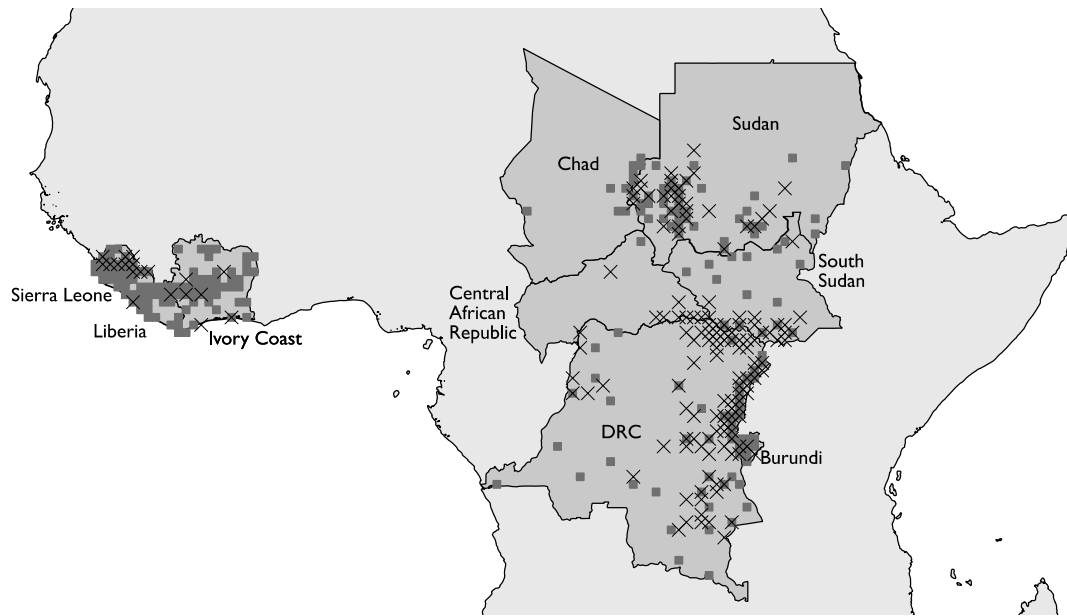 Sudan
Chad
South
Sudan
Sierra Leone
Central
African
Republic
Liberia
Ivory Coast
DRC
Burundi